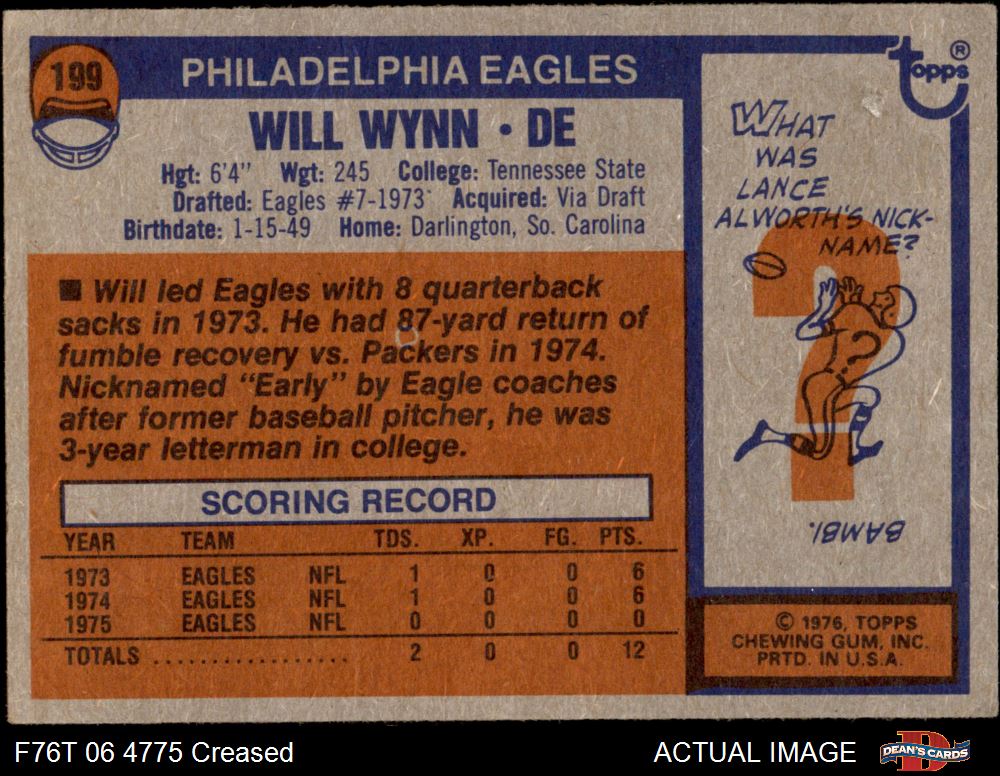 199
PHILADELPHIA EAGLES
WILL WYNN • DE
Hgt: 6'4" Wgt: 245 College: Tennessee State
Drafted: Eagles #7-1973 Acquired: Via Draft
Birthdate: 1-15-49 Home: Darlington, So. Carolina
■ Will led Eagles with 8 quarterback
sacks in 1973. He had 87-yard return of
fumble recovery vs. Packers in 1974.
Nicknamed “Early” by Eagle coaches
after former baseball pitcher, he was
3-year letterman in college.
SCORING RECORD
YEAR TEAM TDS. XP. FG. PTS.
1973 EAGLES NFL 1 0 0 6
1974 EAGLES NFL 1 0 0 6
1975 EAGLES NFL 0 0 0 0
TOTALS .................. 2 0 0 12
Topps®
WHAT
WAS
LANCE
ALWORTH'S NICK-
NAME?
?
?
BAMBI.
© 1976, TOPPS
CHEWING GUM, INC.
PRTD. IN U.S.A.
F76T 06 4775 Creased
ACTUAL IMAGE
D
DEAN'S CARDS